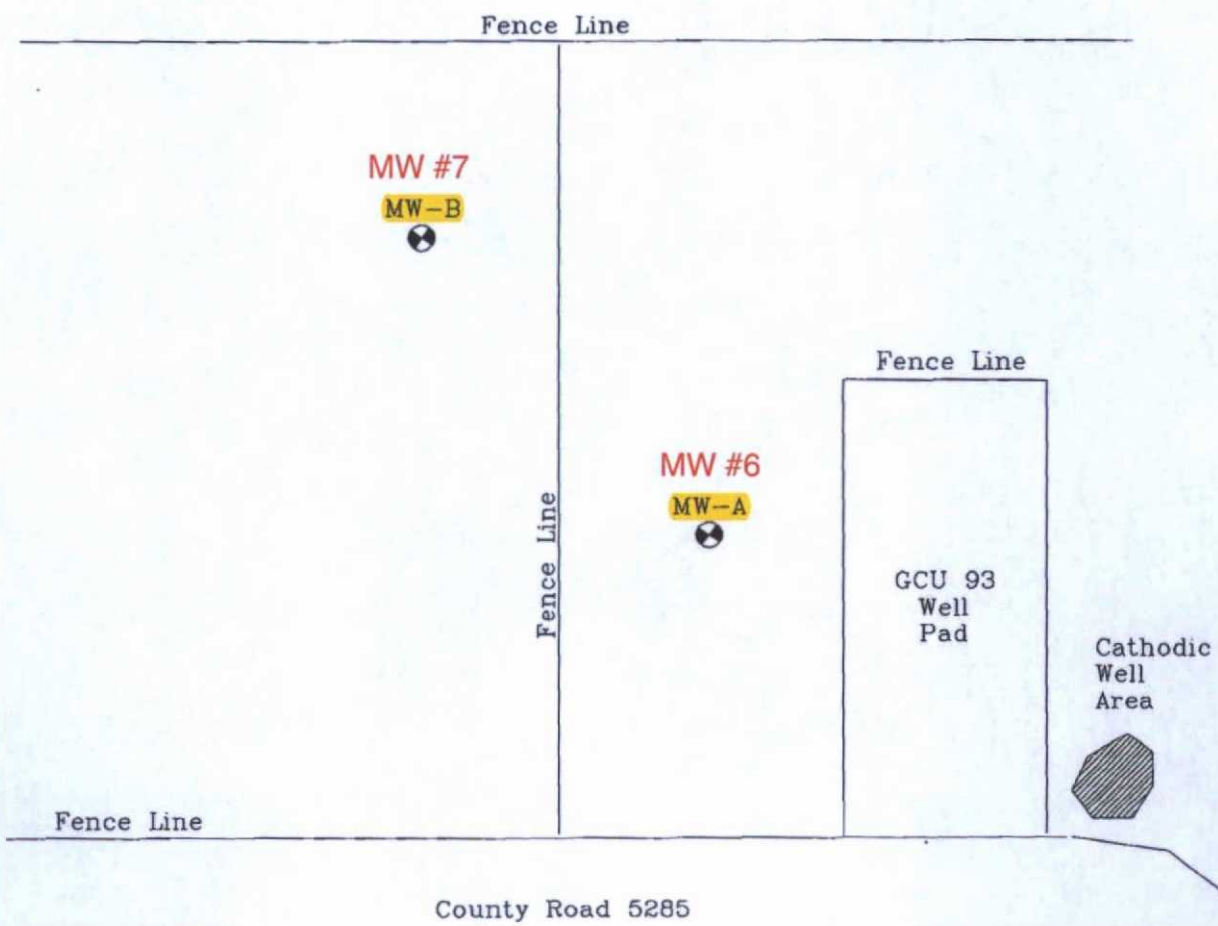 Fence Line
MW #7
MW-B
Fence Line
MW #6
MW-A
Fence Line
GCU 93
Well
Pad
Cathodic
Well
Area
Fence Line
County Road 5285